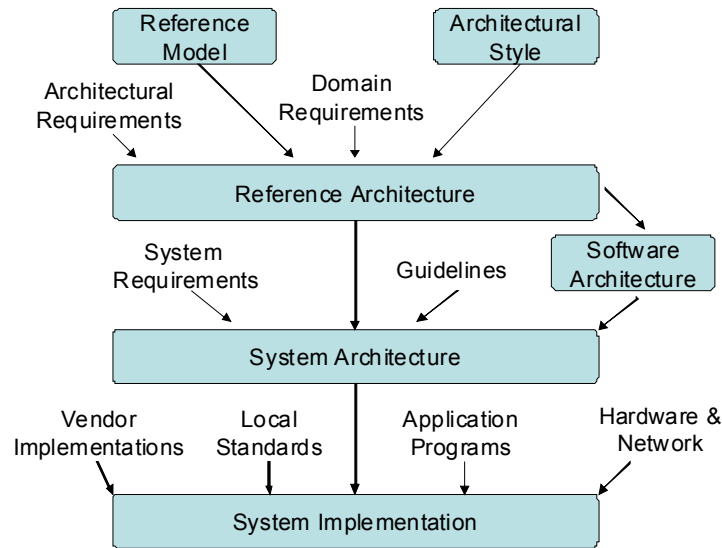 Reference
Model
Architectural
Style
Architectural
Requirements
Domain
Requirements
Reference Architecture
System
Requirements
Guidelines
Software
Architecture
System Architecture
Vendor
Implementations
Local
Standards
Application
Programs
Hardware &
Network
System Implementation